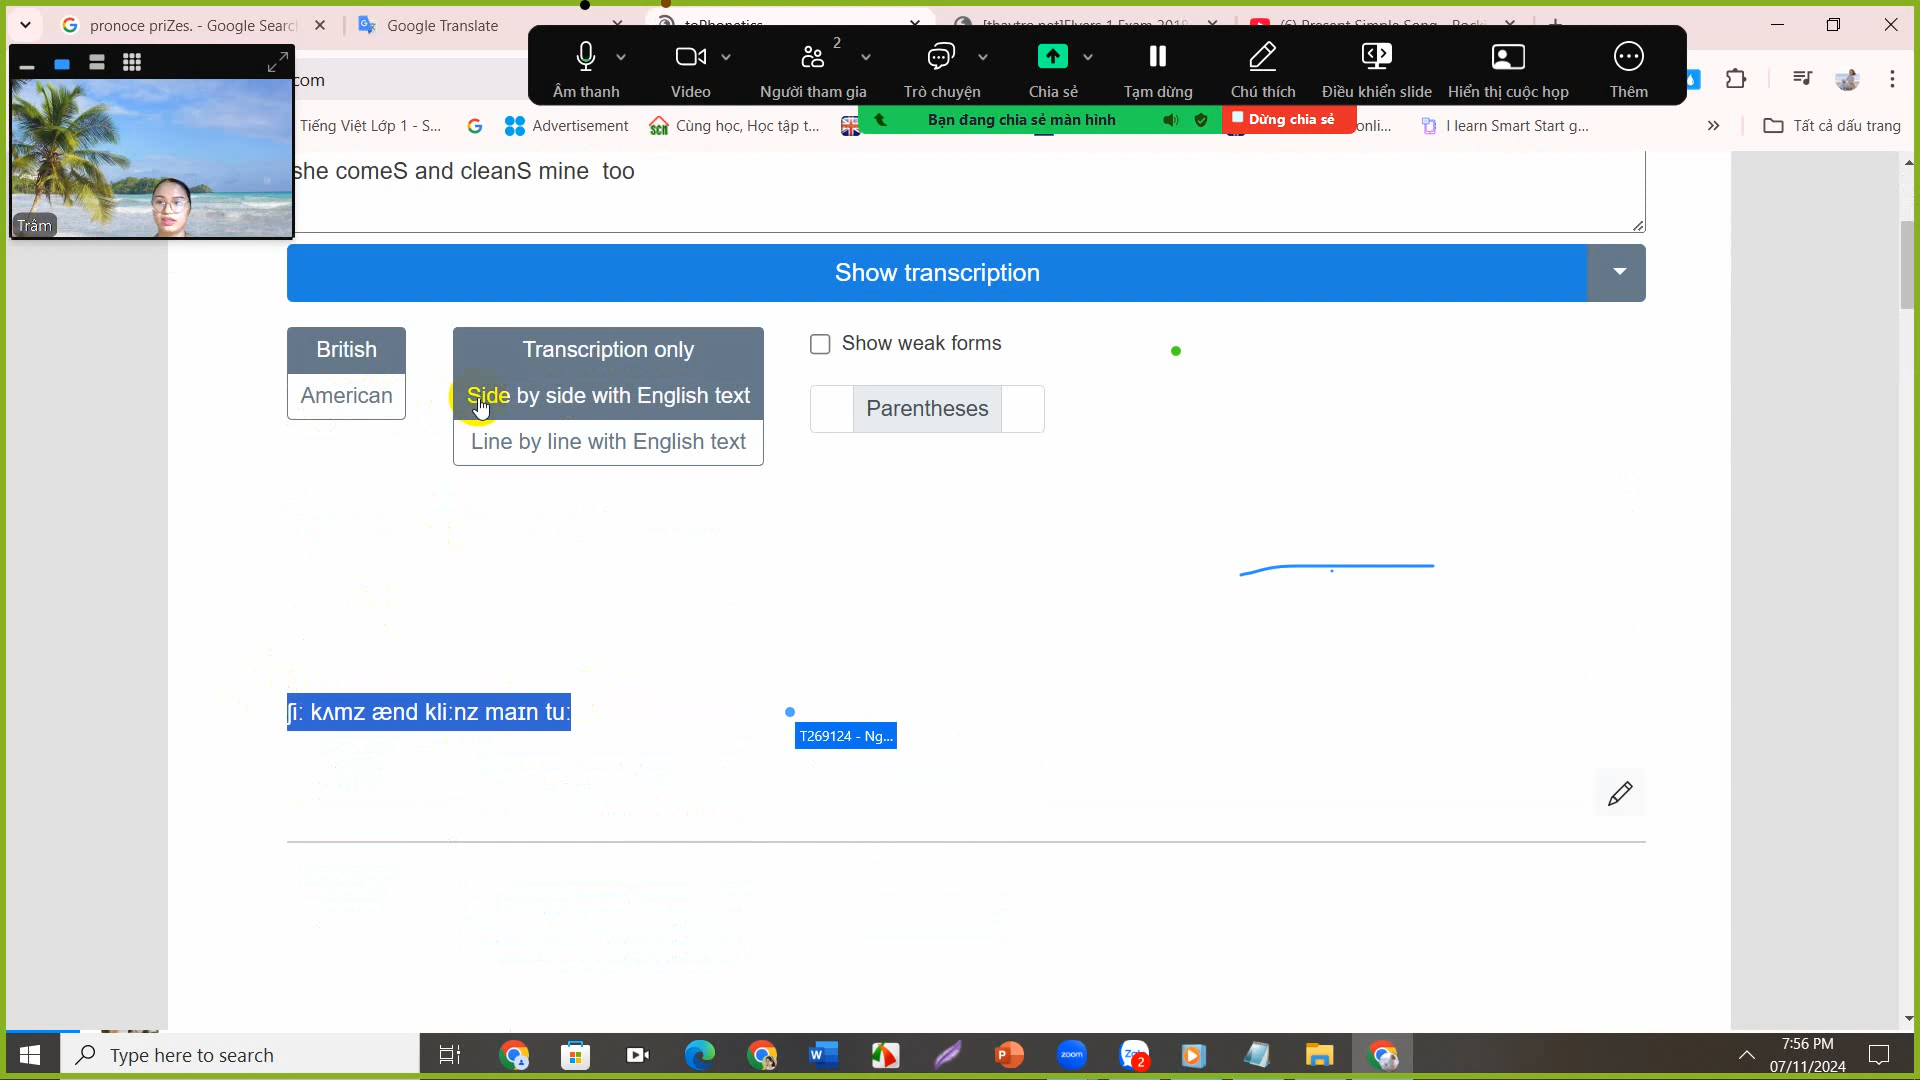 pronoce priZes. - Google Searc
Google Translate
toPhonetics
com
Âm thanh
Video
2
Người tham gia
Trò chuyện
Chia sẻ
Tạm dừng
Chú thích
Điều khiển slide
Hiển thị cuộc họp
Thêm
Bạn đang chia sẻ màn hình
Dừng chia sẻ
Tiếng Việt Lớp 1 - S...
Advertisement
Cùng học, Học tập t...
onli...
I learn Smart Start g...
Tất cả dấu trang
Trâm
she comeS and cleanS mine too
Show transcription
British
American
Transcription only
Side by side with English text
Line by line with English text
Show weak forms
Parentheses
ʃiː kʌmz ænd kliːnz maɪn tuː
T269124 - Ng...
Type here to search
zoom
2
7:56 PM
07/11/2024